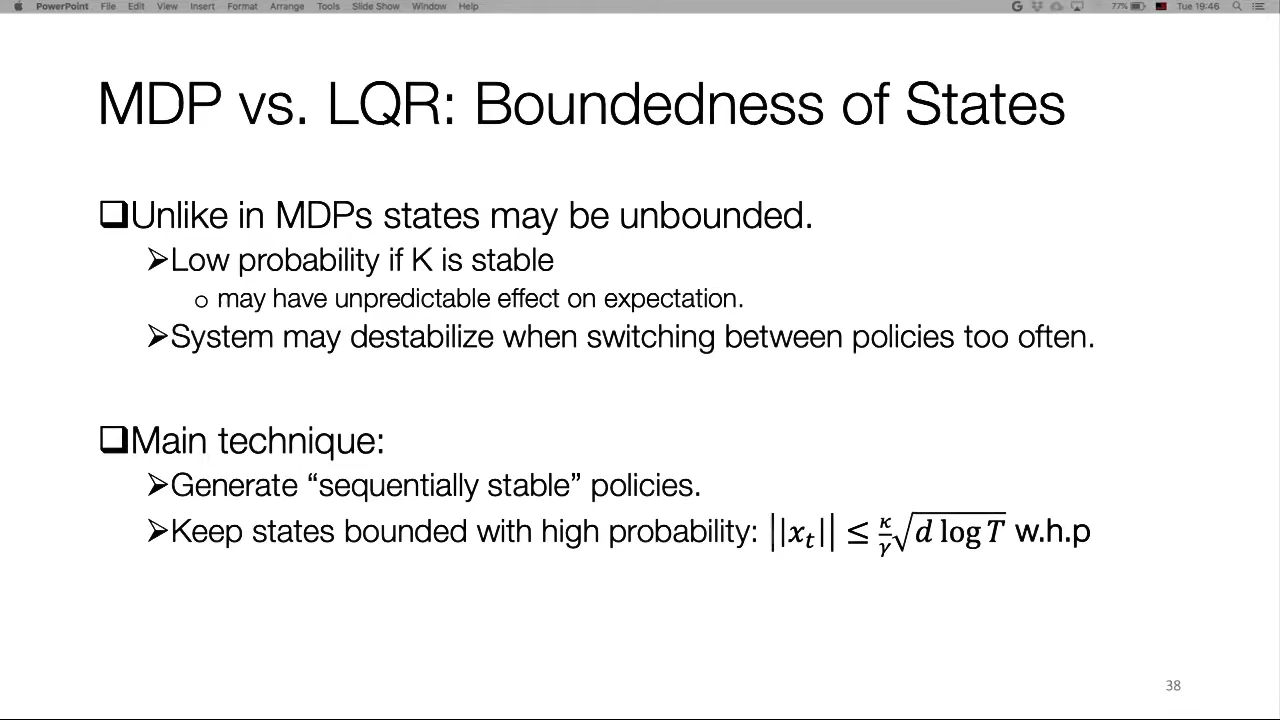 PowerPoint File Edit View Insert Format Arrange Tools Slide Show Window Help 77% Tue 19:46
MDP vs. LQR: Boundedness of States
❑Unlike in MDPs states may be unbounded.
➢Low probability if K is stable
o may have unpredictable effect on expectation.
➢System may destabilize when switching between policies too often.
❑Main technique:
➢Generate “sequentially stable” policies.
➢Keep states bounded with high probability: ||x_t|| ≤ κ/γ √(d log T) w.h.p
38